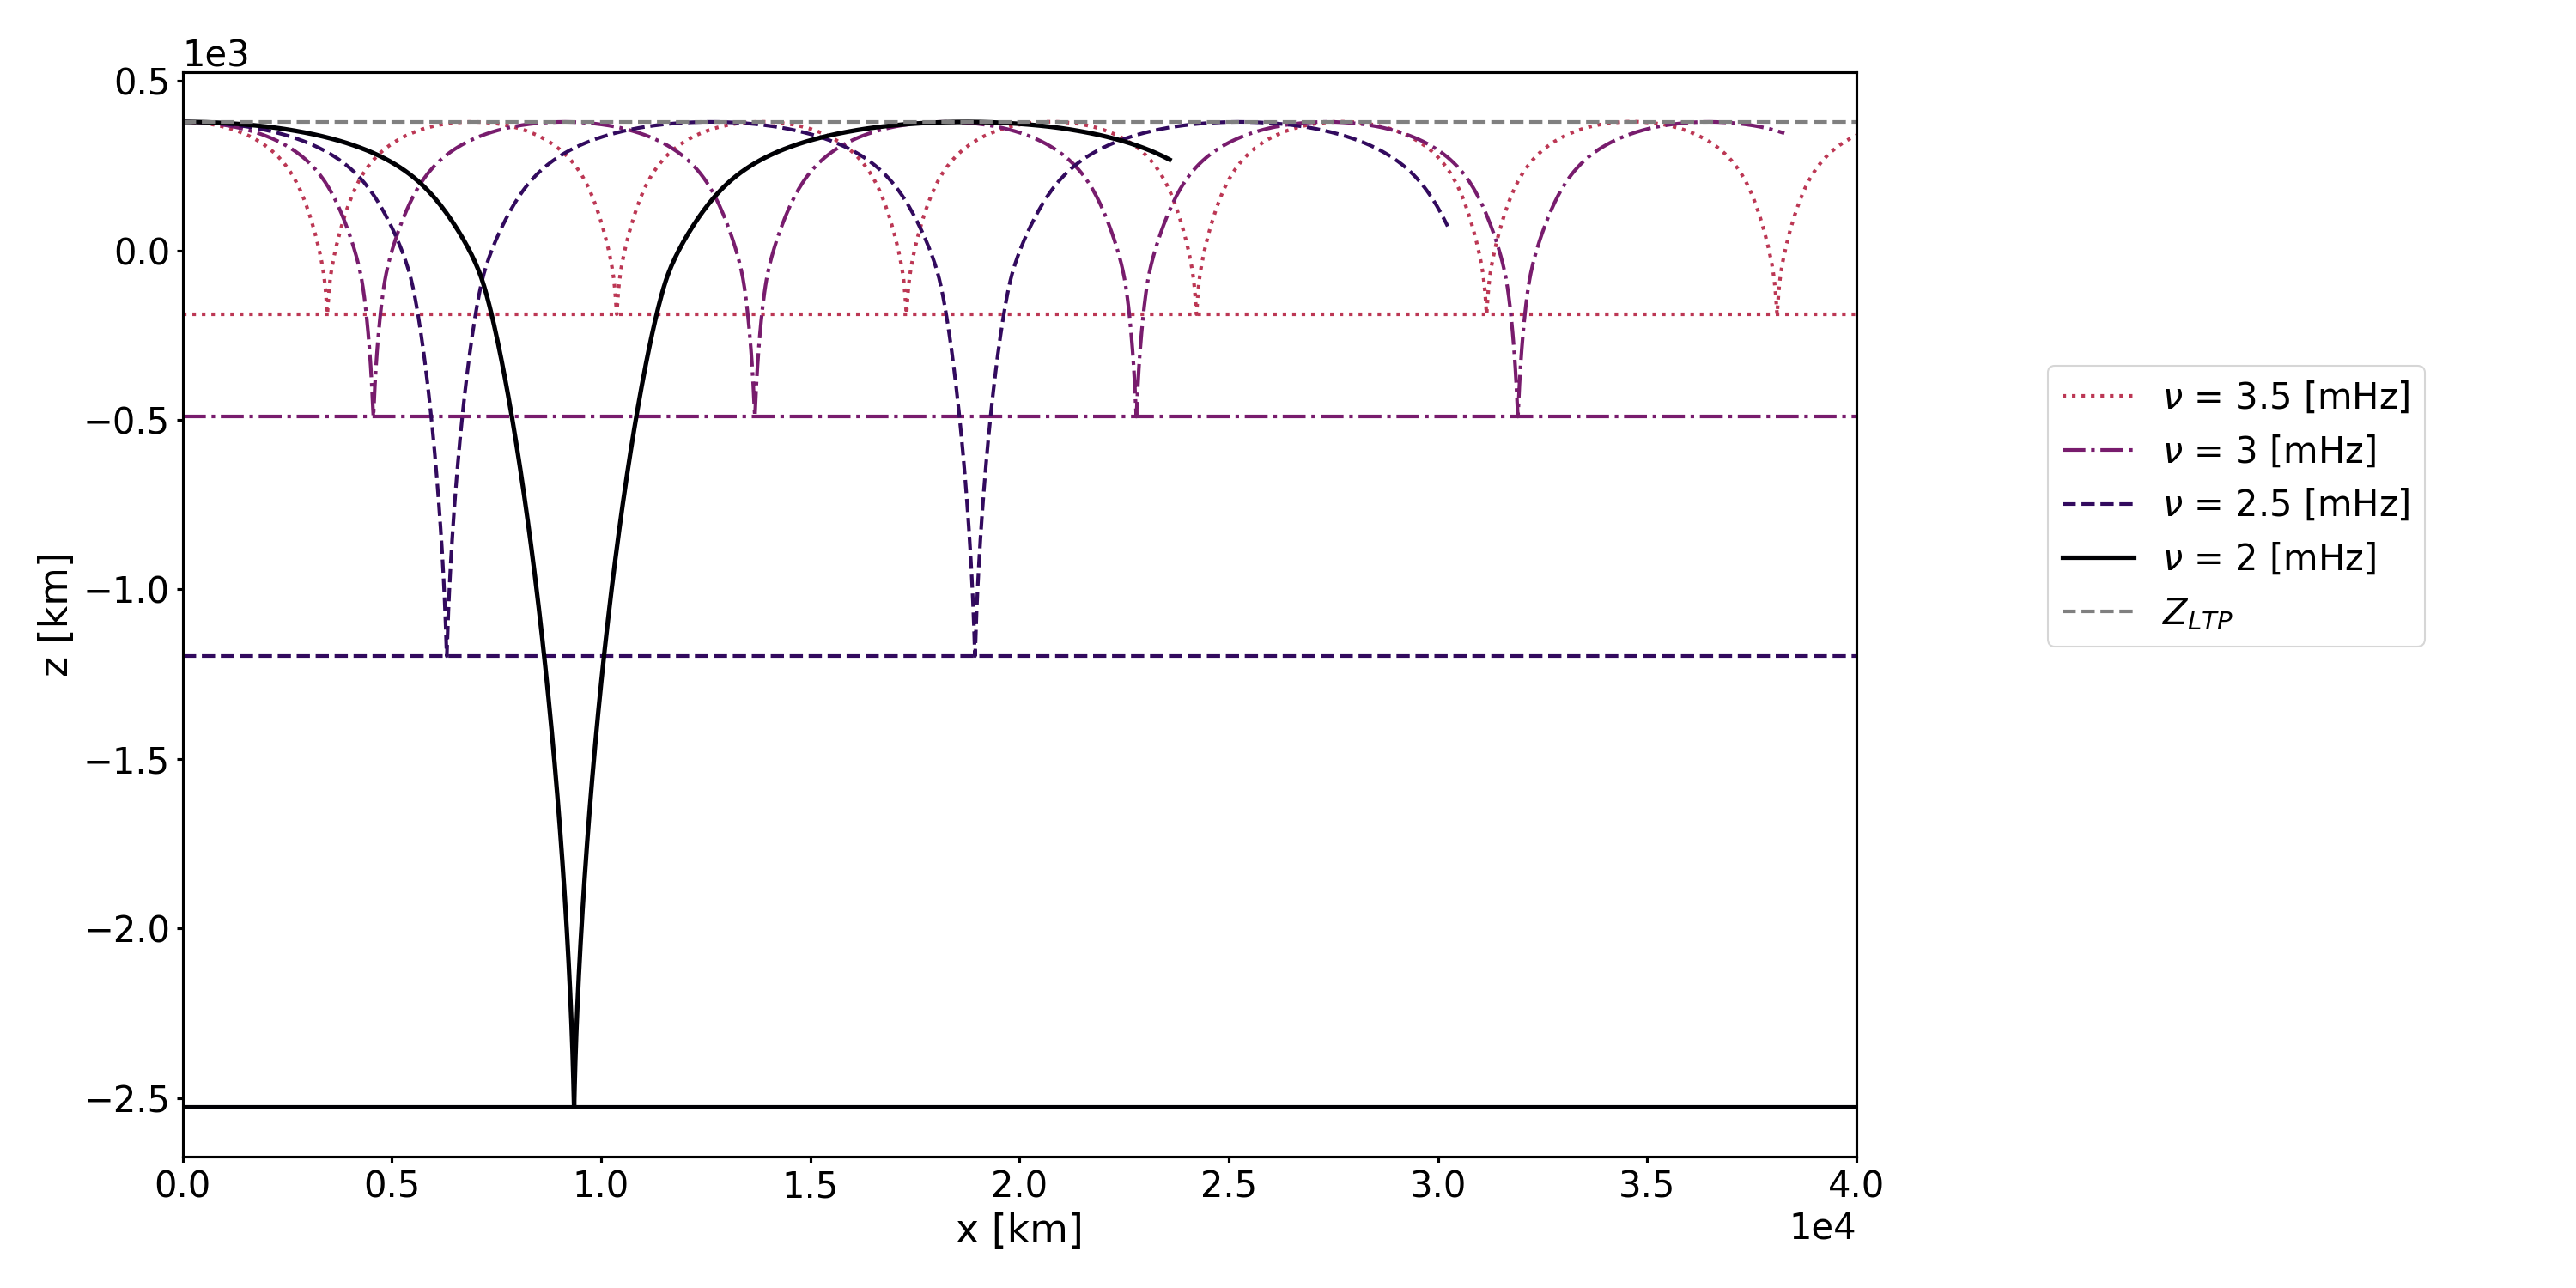 1e3
0.5
0.0
−0.5
−1.0
−1.5
−2.0
−2.5
z [km]
0.0 0.5 1.0 1.5 2.0 2.5 3.0 3.5 4.0
x [km]
1e4
ν = 3.5 [mHz]
ν = 3 [mHz]
ν = 2.5 [mHz]
ν = 2 [mHz]
Z_LTP